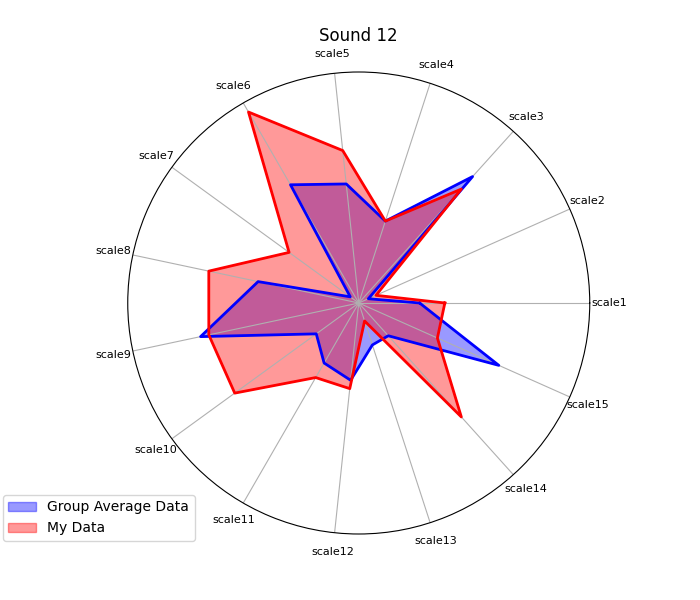 Sound 12
scale5
scale4
scale6
scale3
scale7
scale2
scale8
scale1
scale9
scale15
scale10
scale14
scale11
scale13
scale12
Group Average Data
My Data